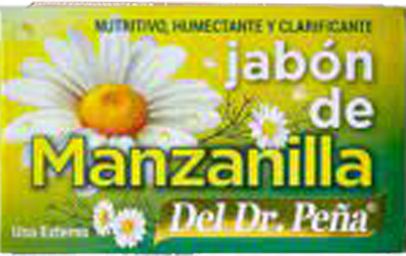 NUTRITIVO, HUMECTANTE Y CLARIFICANTE
jabón
de
Manzanilla
Del Dr. Peña®
Uso Externo